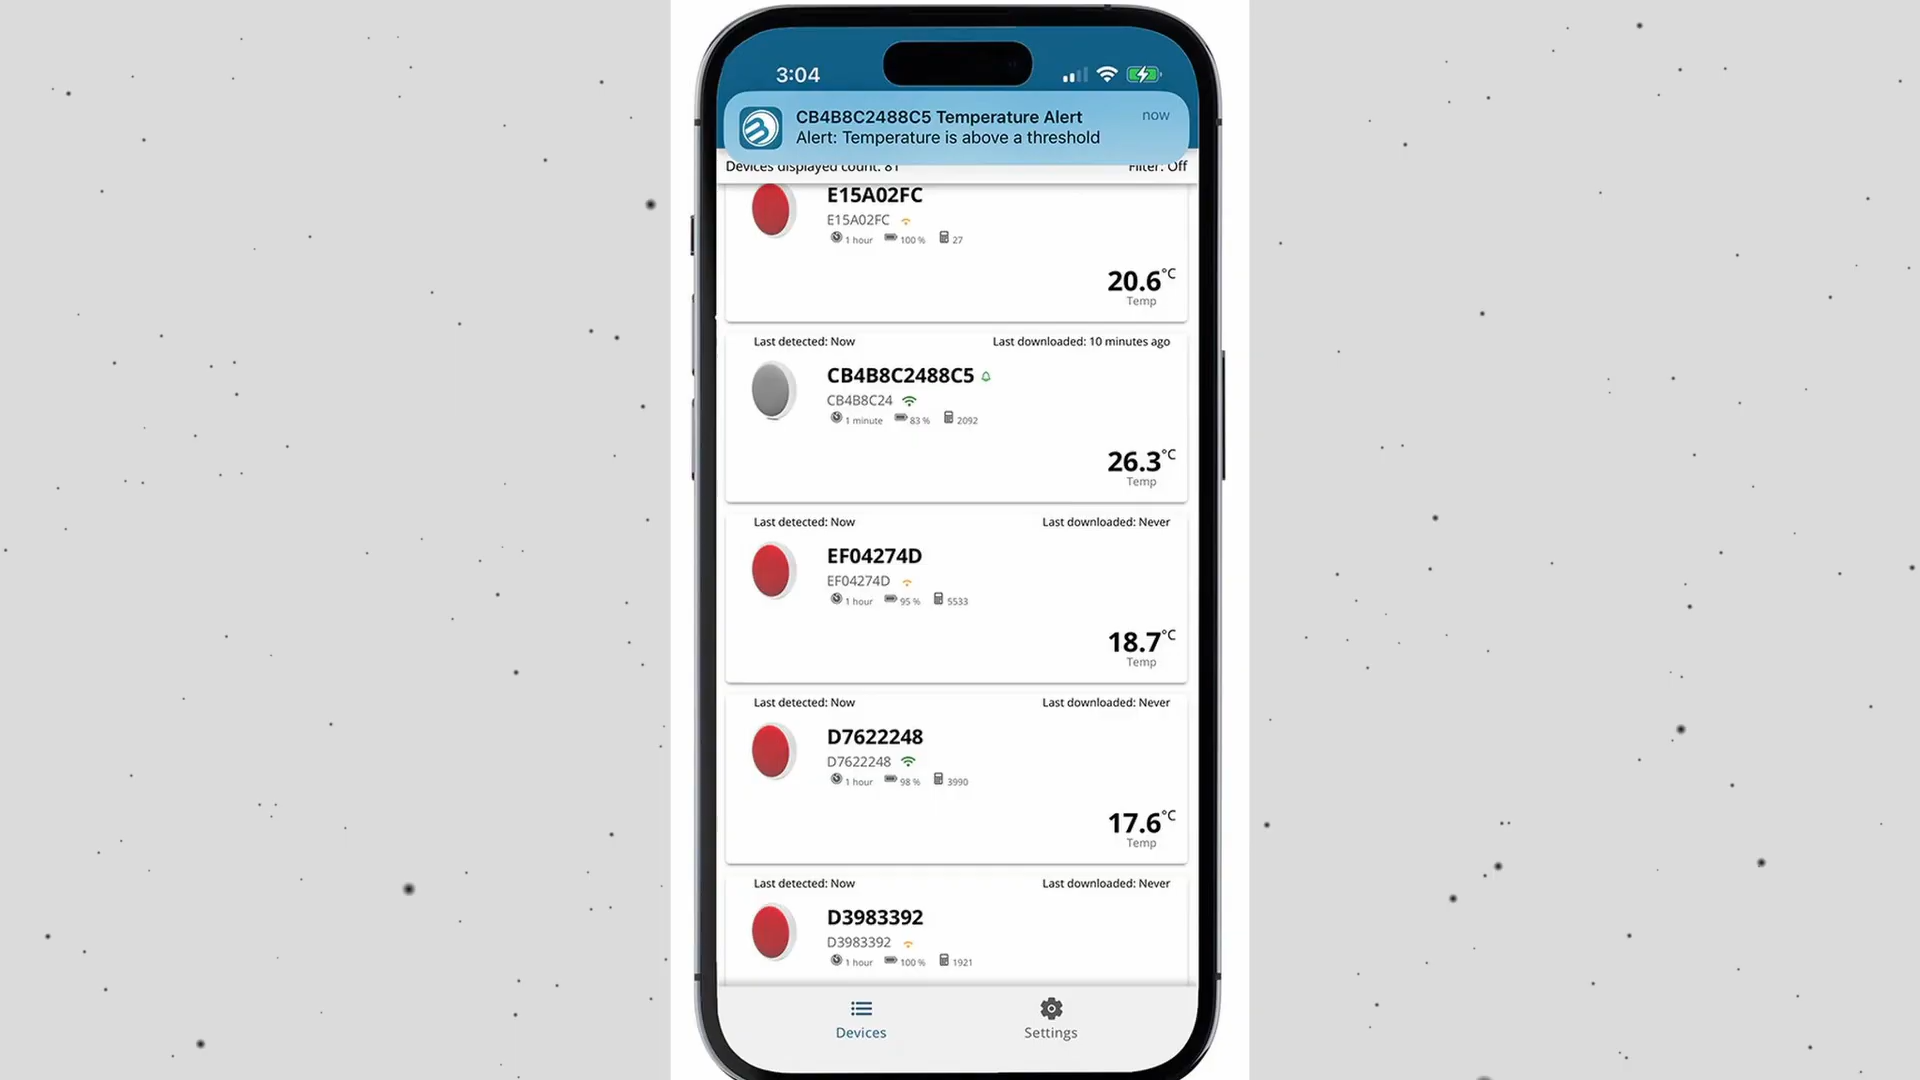 3:04
CB4B8C2488C5 Temperature Alert
now
Alert: Temperature is above a threshold
Devices displayed count: 81
Filter: Off
E15A02FC
E15A02FC
1 hour 100 % 27
20.6°C
Temp
Last detected: Now
Last downloaded: 10 minutes ago
CB4B8C2488C5
CB4B8C24
1 minute 83 % 2092
26.3°C
Temp
Last detected: Now
Last downloaded: Never
EF04274D
EF04274D
1 hour 95 % 5533
18.7°C
Temp
Last detected: Now
Last downloaded: Never
D7622248
D7622248
1 hour 98 % 3990
17.6°C
Temp
Last detected: Now
Last downloaded: Never
D3983392
D3983392
1 hour 100 % 1921
Devices
Settings